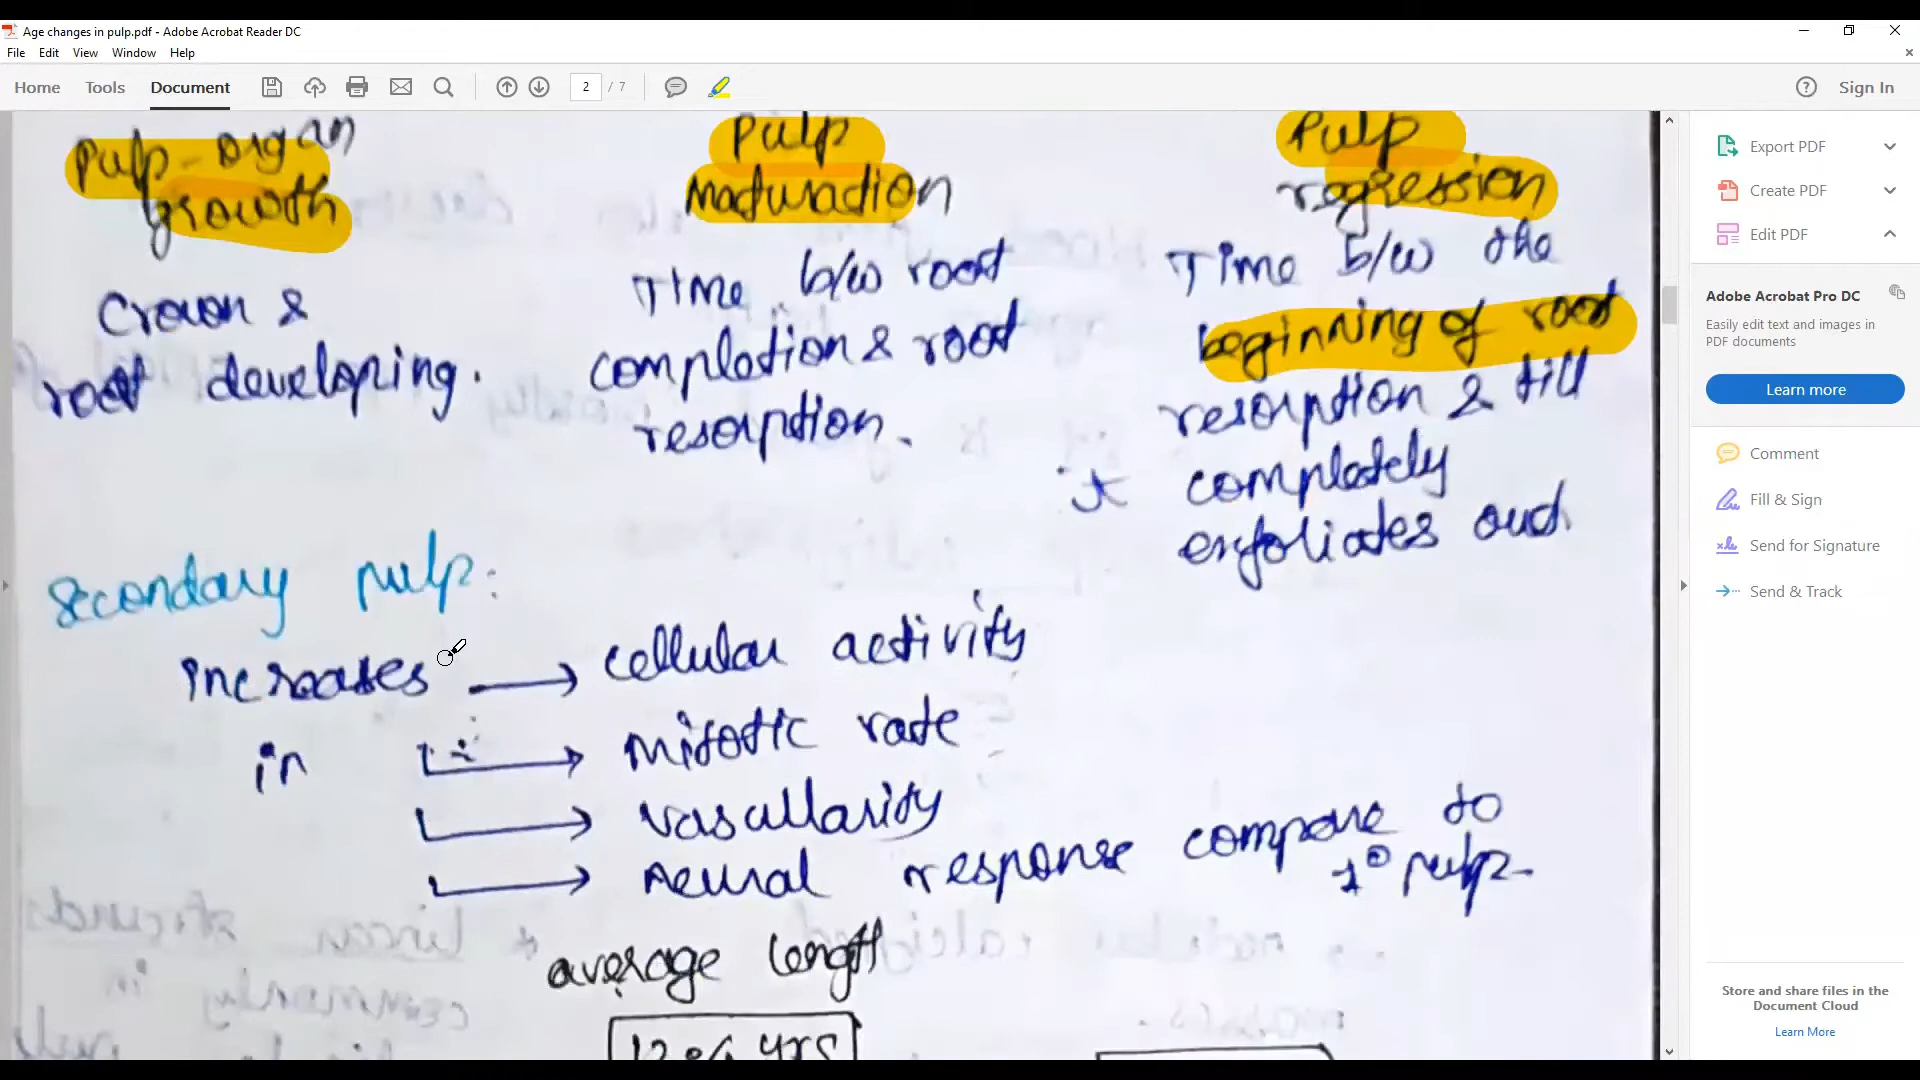 Age changes in pulp.pdf - Adobe Acrobat Reader DC
File Edit View Window Help
Home Tools Document 2 / 7 Sign In
Pulp-organ
growth
Crown &
root developing.
Pulp
Maturation
Time b/w root
completion & root
resorption.
Pulp
regression
Time b/w the
beginning of root
resorption & till
it completely
exfoliates out
Secondary pulp:
increases → cellular activity
in → mitotic rate
→ vascullarity
→ neural response compare to
1° pulp-
average length
Export PDF
Create PDF
Edit PDF
Adobe Acrobat Pro DC
Easily edit text and images in
PDF documents
Learn more
Comment
Fill & Sign
Send for Signature
Send & Track
Store and share files in the
Document Cloud
Learn More